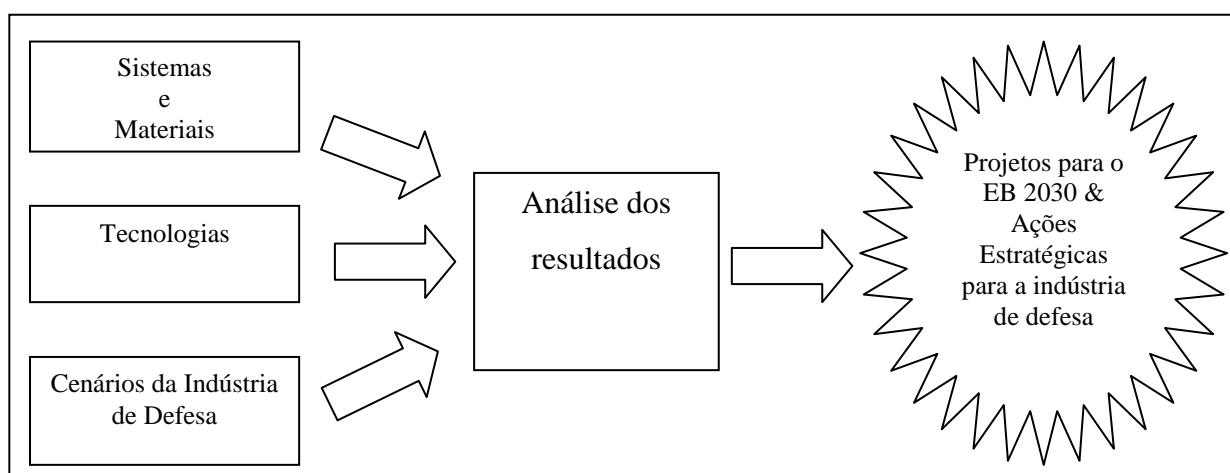 Sistemas
e
Materiais
Tecnologias
Cenários da Indústria
de Defesa
Análise dos
resultados
Projetos para o
EB 2030 &
Ações
Estratégicas
para a indústria
de defesa